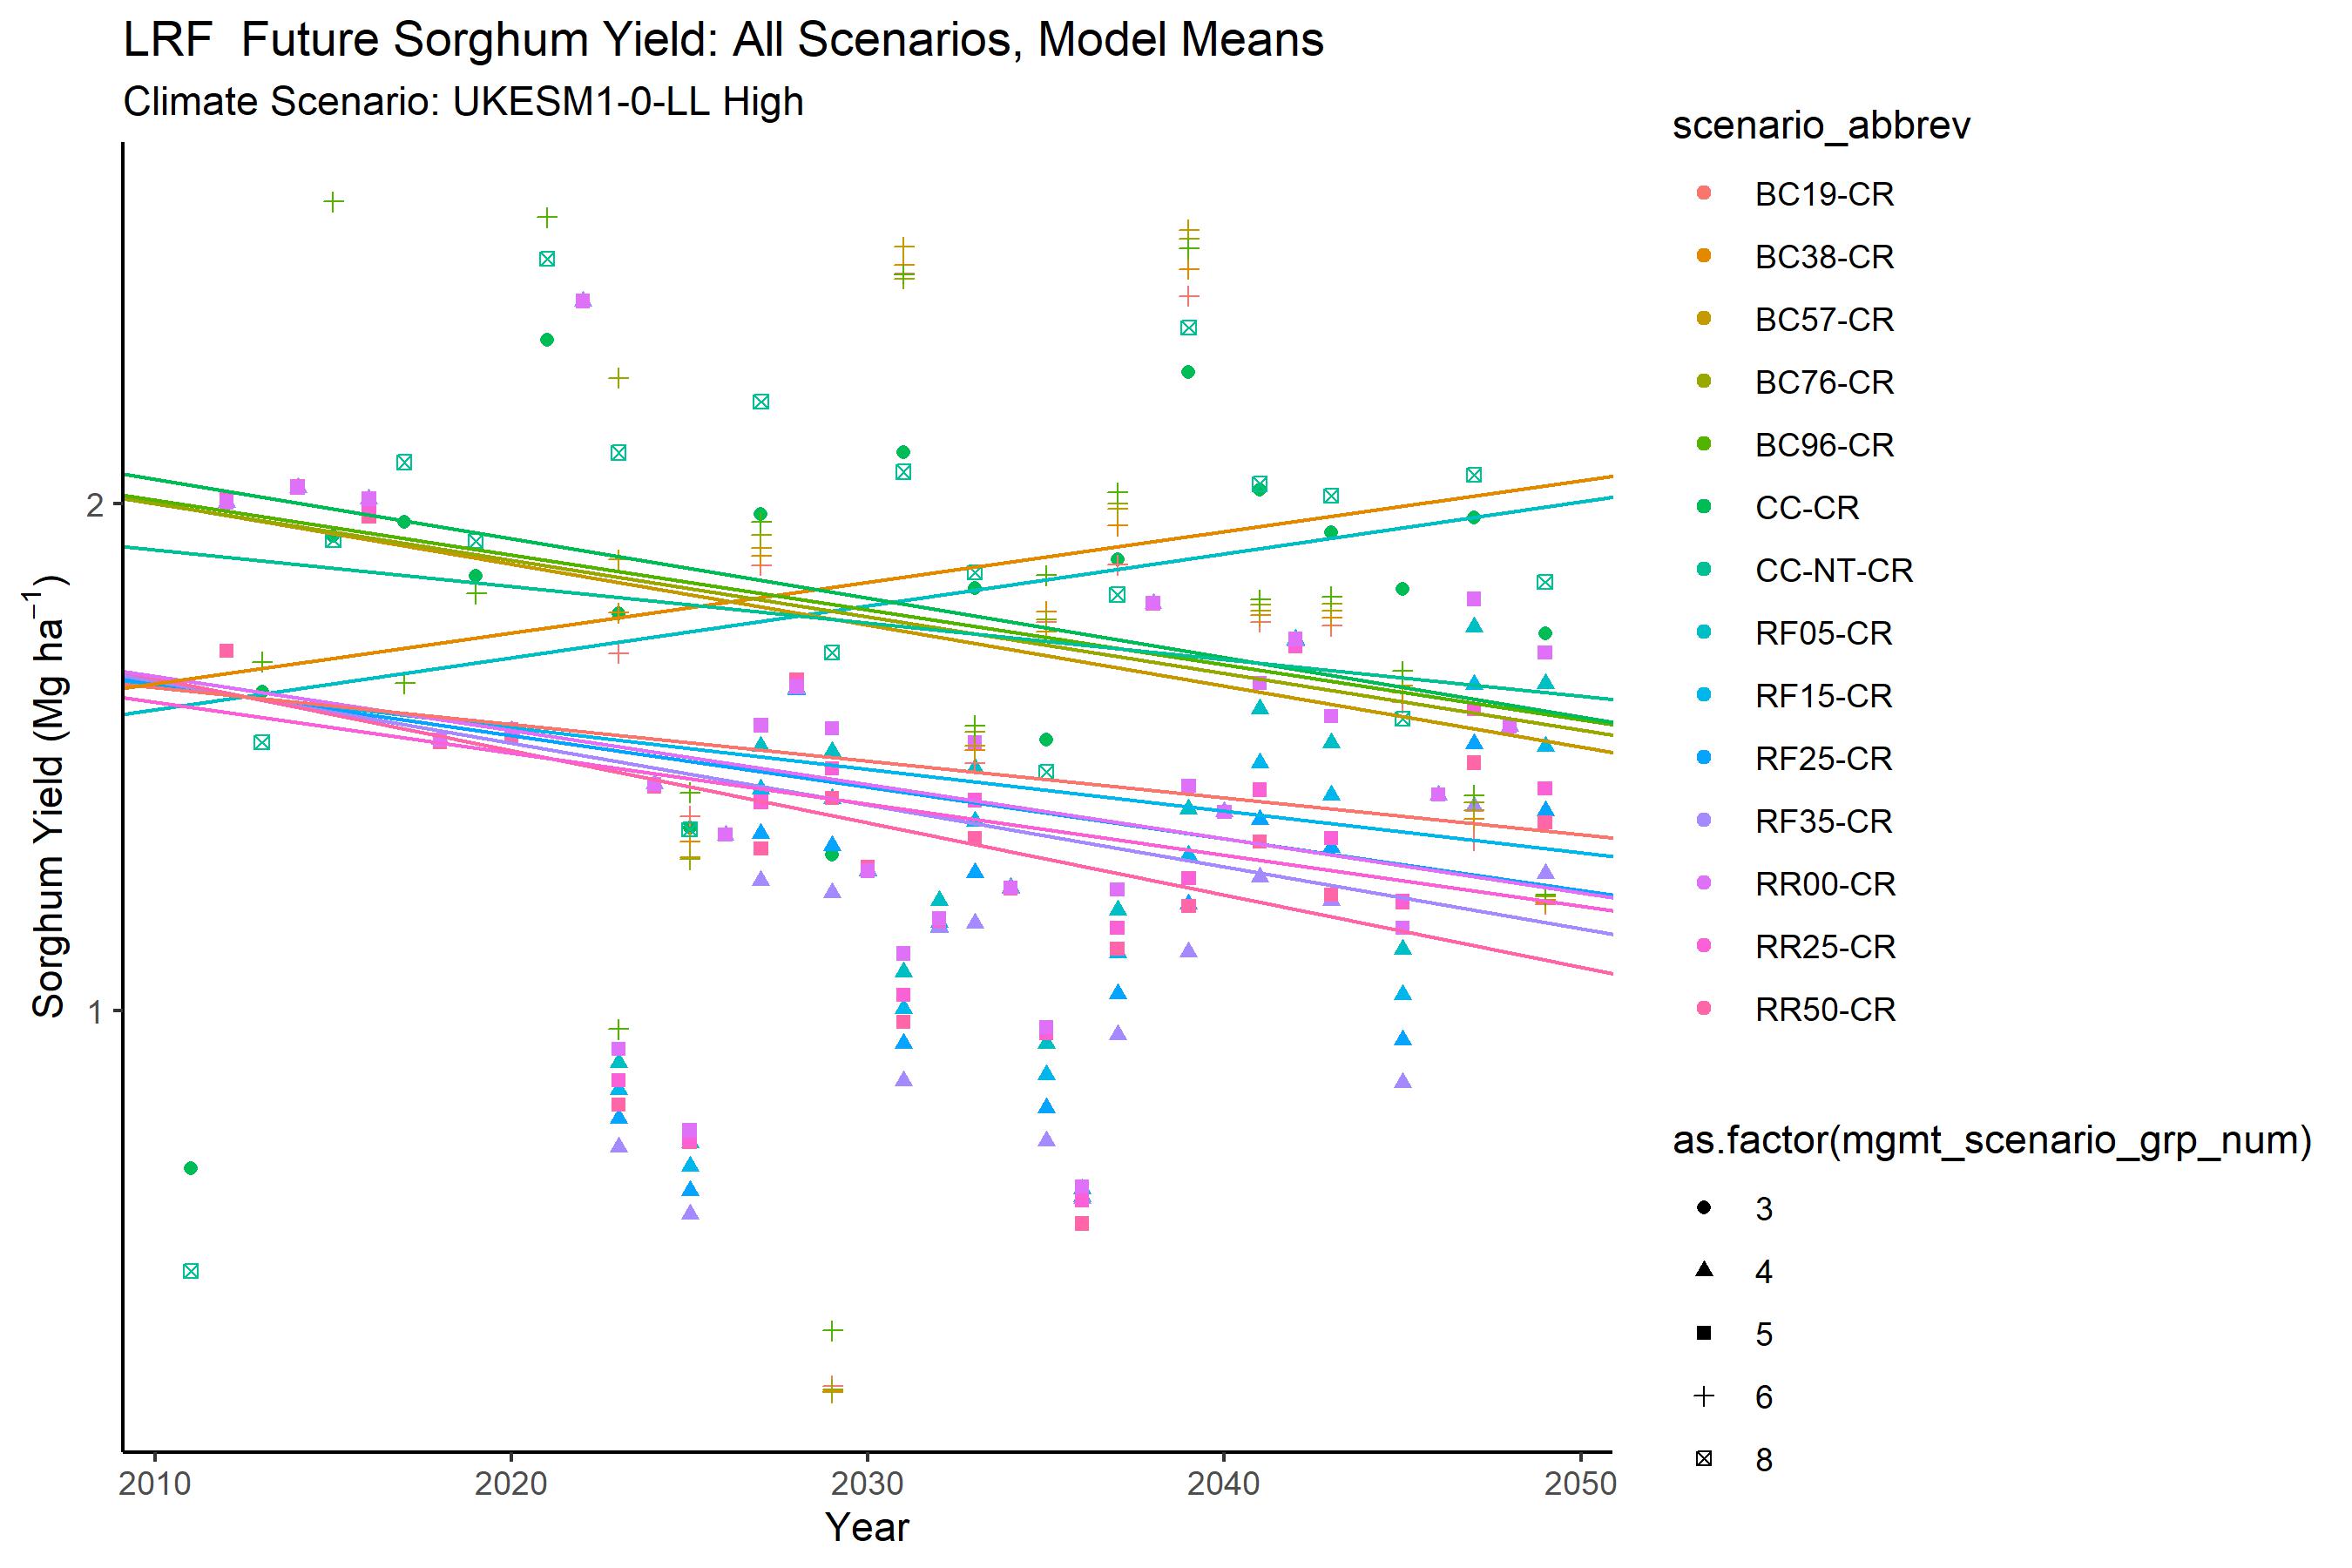 LRF  Future Sorghum Yield: All Scenarios, Model Means
Climate Scenario: UKESM1-0-LL High
Sorghum Yield (Mg ha⁻¹)
2
1
2010
2020
2030
2040
2050
Year
scenario_abbrev
BC19-CR
BC38-CR
BC57-CR
BC76-CR
BC96-CR
CC-CR
CC-NT-CR
RF05-CR
RF15-CR
RF25-CR
RF35-CR
RR00-CR
RR25-CR
RR50-CR
as.factor(mgmt_scenario_grp_num)
3
4
5
6
8